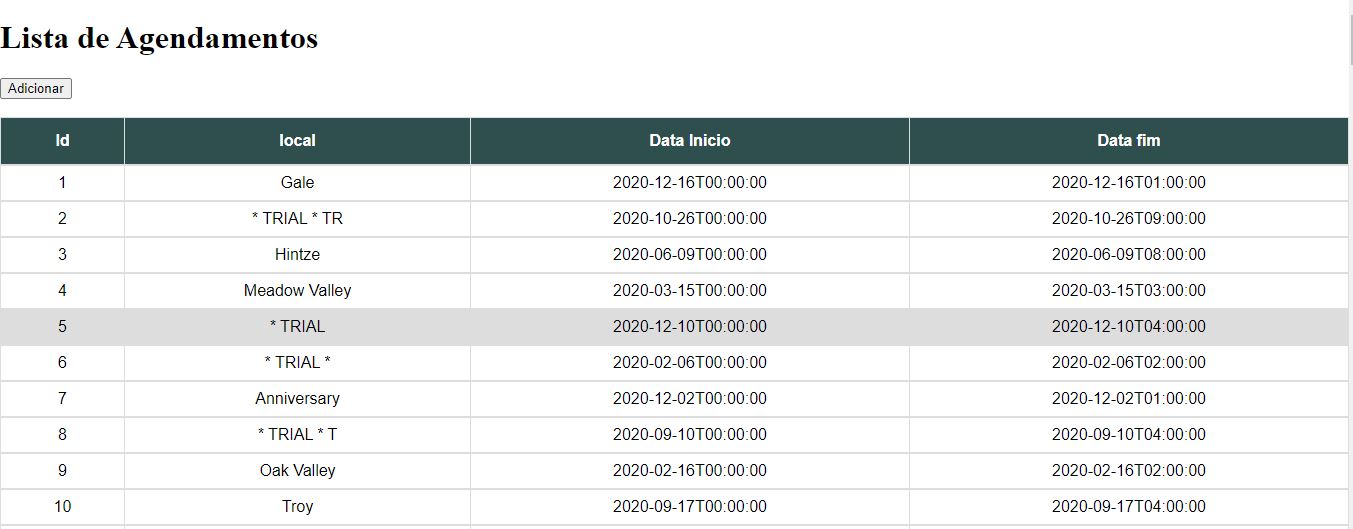 Lista de Agendamentos
Adicionar
Id local Data Inicio Data fim
1 Gale 2020-12-16T00:00:00 2020-12-16T01:00:00
2 * TRIAL * TR 2020-10-26T00:00:00 2020-10-26T09:00:00
3 Hintze 2020-06-09T00:00:00 2020-06-09T08:00:00
4 Meadow Valley 2020-03-15T00:00:00 2020-03-15T03:00:00
5 * TRIAL 2020-12-10T00:00:00 2020-12-10T04:00:00
6 * TRIAL * 2020-02-06T00:00:00 2020-02-06T02:00:00
7 Anniversary 2020-12-02T00:00:00 2020-12-02T01:00:00
8 * TRIAL * T 2020-09-10T00:00:00 2020-09-10T04:00:00
9 Oak Valley 2020-02-16T00:00:00 2020-02-16T02:00:00
10 Troy 2020-09-17T00:00:00 2020-09-17T04:00:00